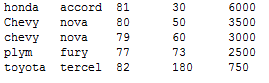 honda accord 81 30 6000
Chevy nova 80 50 3500
chevy nova 79 60 3000
plym fury 77 73 2500
toyota tercel 82 180 750